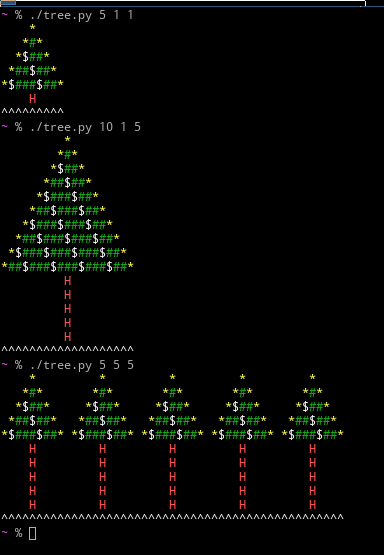 ~ % ./tree.py 5 1 1
    *
   *#*
  *$##*
 *##$##*
*$###$##*
    H
^^^^^^^^^
~ % ./tree.py 10 1 5
         *
        *#*
       *$##*
      *##$##*
     *$###$##*
    *##$###$##*
   *$###$###$##*
  *##$###$###$##*
 *$###$###$###$##*
*##$###$###$###$##*
         H
         H
         H
         H
         H
^^^^^^^^^^^^^^^^^^^
~ % ./tree.py 5 5 5
    *         *         *         *         *
   *#*       *#*       *#*       *#*       *#*
  *$##*     *$##*     *$##*     *$##*     *$##*
 *##$##*   *##$##*   *##$##*   *##$##*   *##$##*
*$###$##* *$###$##* *$###$##* *$###$##* *$###$##*
    H         H         H         H         H
    H         H         H         H         H
    H         H         H         H         H
    H         H         H         H         H
    H         H         H         H         H
^^^^^^^^^^^^^^^^^^^^^^^^^^^^^^^^^^^^^^^^^^^^^^^^^
~ %